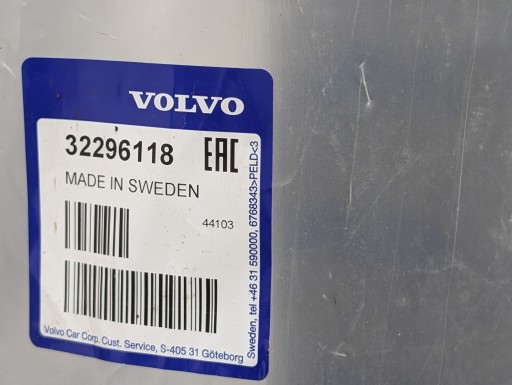 VOLVO
32296118 EAC
MADE IN SWEDEN
44103
Volvo Car Corp. Cust. Service, S-405 31 Göteborg
Sweden, tel +46 31 590000, 6768343>PELD<3